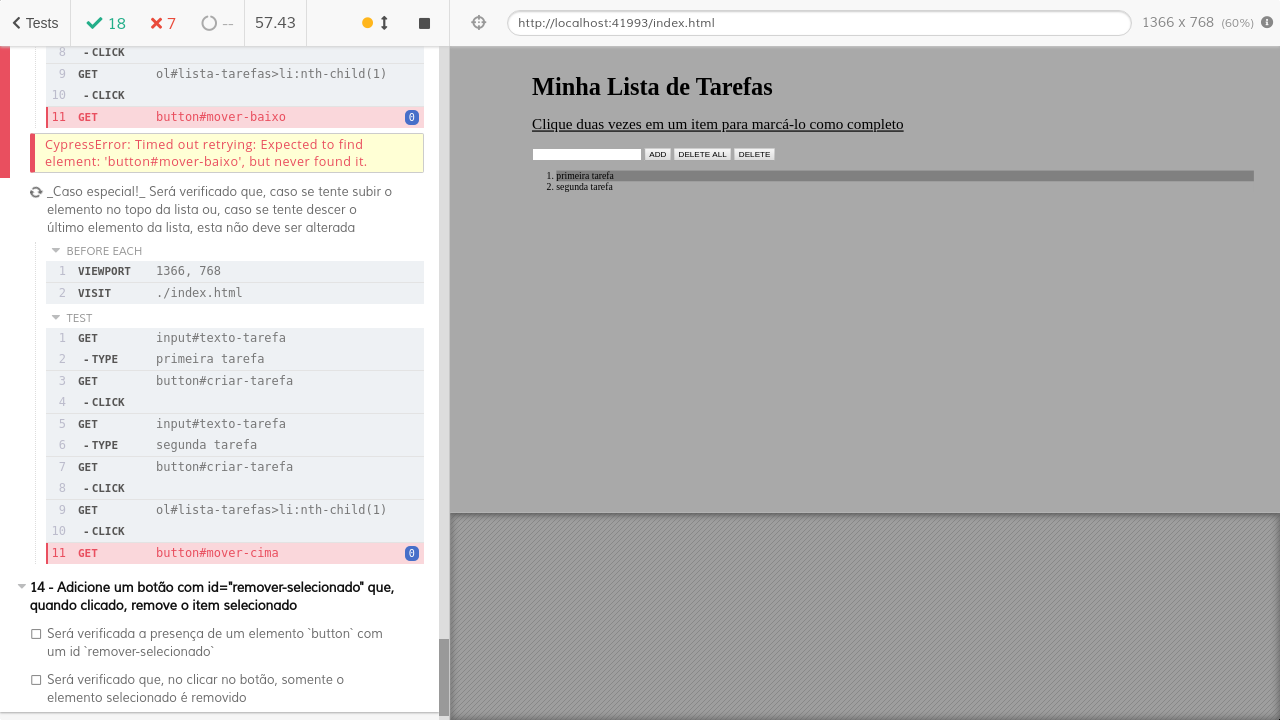 Tests 18 7 -- 57.43
http://localhost:41993/index.html 1366 x 768 (60%)
8 - CLICK
9 GET ol#lista-tarefas>li:nth-child(1)
10 - CLICK
11 GET button#mover-baixo 0
CypressError: Timed out retrying: Expected to find
element: 'button#mover-baixo', but never found it.
_Caso especial!_ Será verificado que, caso se tente subir o
elemento no topo da lista ou, caso se tente descer o
último elemento da lista, esta não deve ser alterada
BEFORE EACH
1 VIEWPORT 1366, 768
2 VISIT ./index.html
TEST
1 GET input#texto-tarefa
2 - TYPE primeira tarefa
3 GET button#criar-tarefa
4 - CLICK
5 GET input#texto-tarefa
6 - TYPE segunda tarefa
7 GET button#criar-tarefa
8 - CLICK
9 GET ol#lista-tarefas>li:nth-child(1)
10 - CLICK
11 GET button#mover-cima 0
14 - Adicione um botão com id="remover-selecionado" que,
quando clicado, remove o item selecionado
Será verificada a presença de um elemento `button` com
um id `remover-selecionado`
Será verificado que, no clicar no botão, somente o
elemento selecionado é removido
Minha Lista de Tarefas
Clique duas vezes em um item para marcá-lo como completo
ADD DELETE ALL DELETE
1. primeira tarefa
2. segunda tarefa